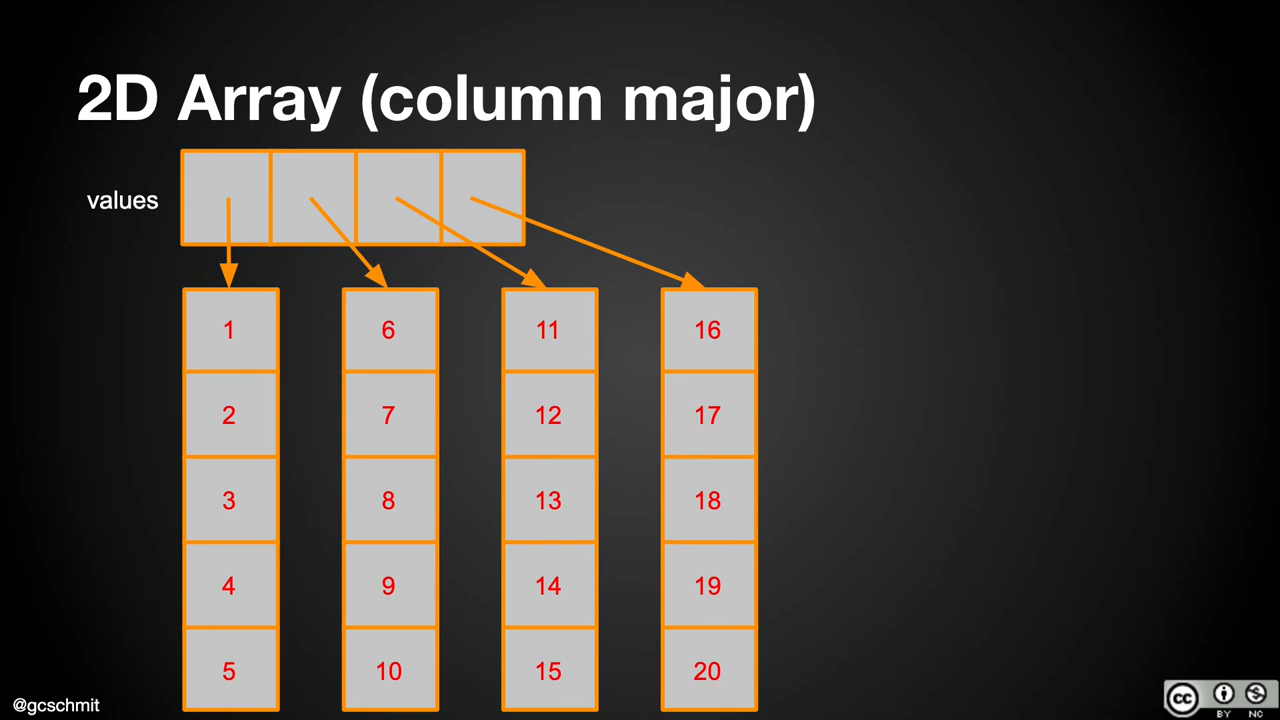 2D Array (column major)
values
1 6 11 16
2 7 12 17
3 8 13 18
4 9 14 19
5 10 15 20
@gcschmit
cc
BY NC